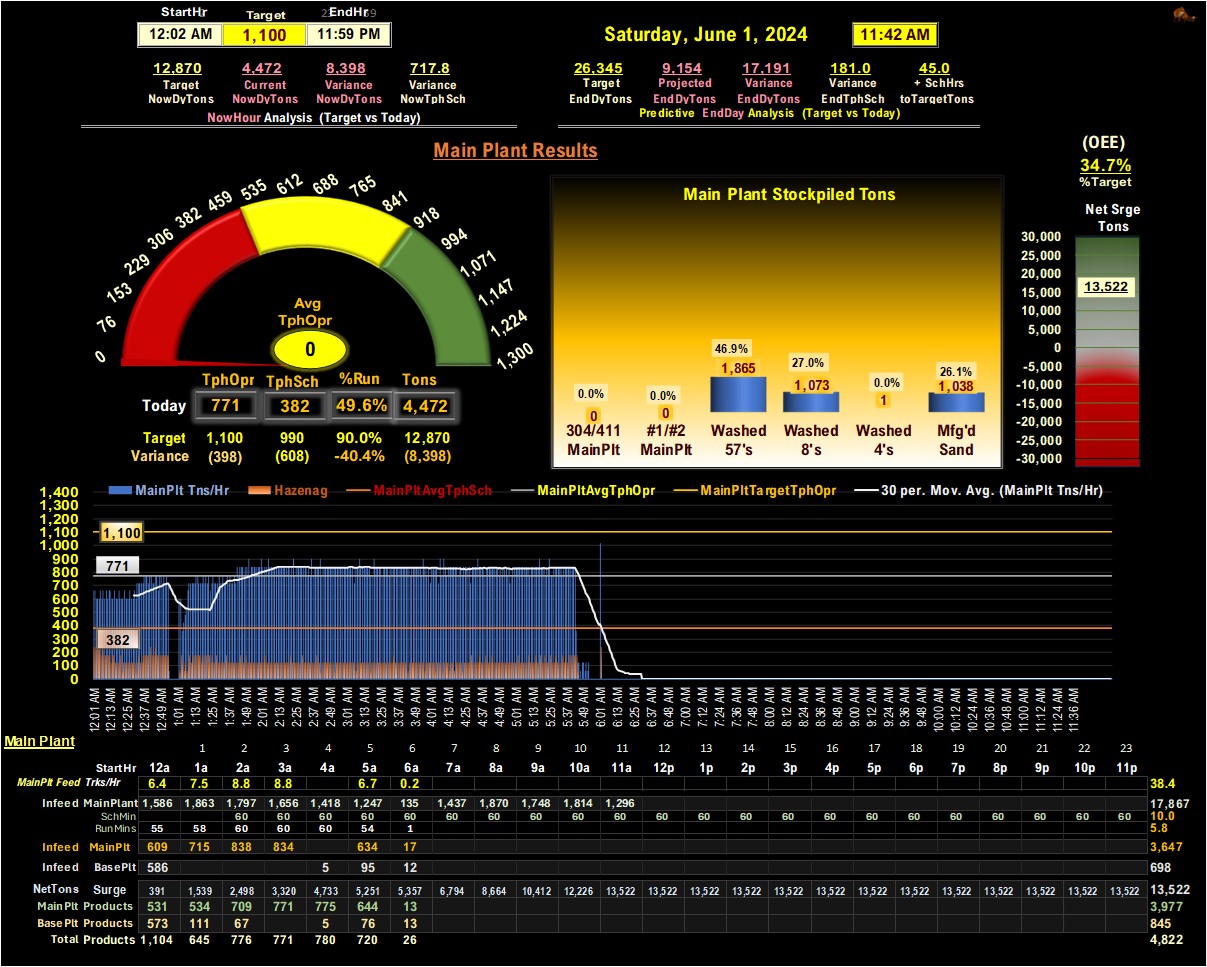 StartHr Target EndHr
12:02 AM 1,100 11:59 PM
Saturday, June 1, 2024 11:42 AM
12,870 4,472 8,398 717.8
Target Current Variance Variance
NowDyTons NowDyTons NowDyTons NowTphSch
NowHour Analysis (Target vs Today)
26,345 9,154 17,191 181.0 45.0
Target Projected Variance Variance + SchHrs
EndDyTons EndDyTons EndDyTons EndTphSch toTargetTons
Predictive EndDay Analysis (Target vs Today)
Main Plant Results
(OEE)
34.7%
%Target
0 76 153 229 306 382 459 535 612 688 765 841 918 994 1,071 1,147 1,224 1,300
Avg
TphOpr
0
TphOpr TphSch %Run Tons
Today 771 382 49.6% 4,472
Target 1,100 990 90.0% 12,870
Variance (398) (608) -40.4% (8,398)
Main Plant Stockpiled Tons
0.0% 0.0% 46.9% 27.0% 0.0% 26.1%
0 0 1,865 1,073 1 1,038
304/411 #1/#2 Washed Washed Washed Mfg'd
MainPlt MainPlt 57's 8's 4's Sand
Net Srge
Tons
30,000
25,000
20,000
15,000
10,000
5,000
0
-5,000
-10,000
-15,000
-20,000
-25,000
-30,000
13,522
MainPlt Tns/Hr Hazenag MainPltAvgTphSch MainPltAvgTphOpr MainPltTargetTphOpr 30 per. Mov. Avg. (MainPlt Tns/Hr)
1,400
1,300
1,200
1,100
1,000
900
800
700
600
500
400
300
200
100
0
1,100
771
382
12:01 AM 12:13 AM 12:25 AM 12:37 AM 12:49 AM 1:01 AM 1:13 AM 1:25 AM 1:37 AM 1:49 AM 2:01 AM 2:13 AM 2:25 AM 2:37 AM 2:49 AM 3:01 AM 3:13 AM 3:25 AM 3:37 AM 3:49 AM 4:01 AM 4:13 AM 4:25 AM 4:37 AM 4:49 AM 5:01 AM 5:13 AM 5:25 AM 5:37 AM 5:49 AM 6:01 AM 6:13 AM 6:25 AM 6:37 AM 6:48 AM 7:00 AM 7:12 AM 7:24 AM 7:36 AM 7:48 AM 8:00 AM 8:12 AM 8:24 AM 8:36 AM 8:48 AM 9:00 AM 9:12 AM 9:24 AM 9:36 AM 9:48 AM 10:00 AM 10:12 AM 10:24 AM 10:36 AM 10:48 AM 11:00 AM 11:12 AM 11:24 AM 11:36 AM
Main Plant
1 2 3 4 5 6 7 8 9 10 11 12 13 14 15 16 17 18 19 20 21 22 23
StartHr 12a 1a 2a 3a 4a 5a 6a 7a 8a 9a 10a 11a 12p 1p 2p 3p 4p 5p 6p 7p 8p 9p 10p 11p
MainPlt Feed Trks/Hr 6.4 7.5 8.8 8.8 6.7 0.2 38.4
Infeed MainPlant 1,586 1,863 1,797 1,656 1,418 1,247 135 1,437 1,870 1,748 1,814 1,296 17,867
SchMin 60 60 60 60 60 60 60 60 60 60 60 60 60 60 60 60 60 60 60 60 60 60 10.0
RunMins 55 58 60 60 60 54 1 5.8
Infeed MainPlt 609 715 838 834 634 17 3,647
Infeed BasePlt 586 5 95 12 698
NetTons Surge 391 1,539 2,498 3,320 4,733 5,251 5,357 6,794 8,664 10,412 12,226 13,522 13,522 13,522 13,522 13,522 13,522 13,522 13,522 13,522 13,522 13,522 13,522 13,522 13,522
MainPlt Products 531 534 709 771 775 644 13 3,977
BasePlt Products 573 111 67 5 76 13 845
Total Products 1,104 645 776 771 780 720 26 4,822